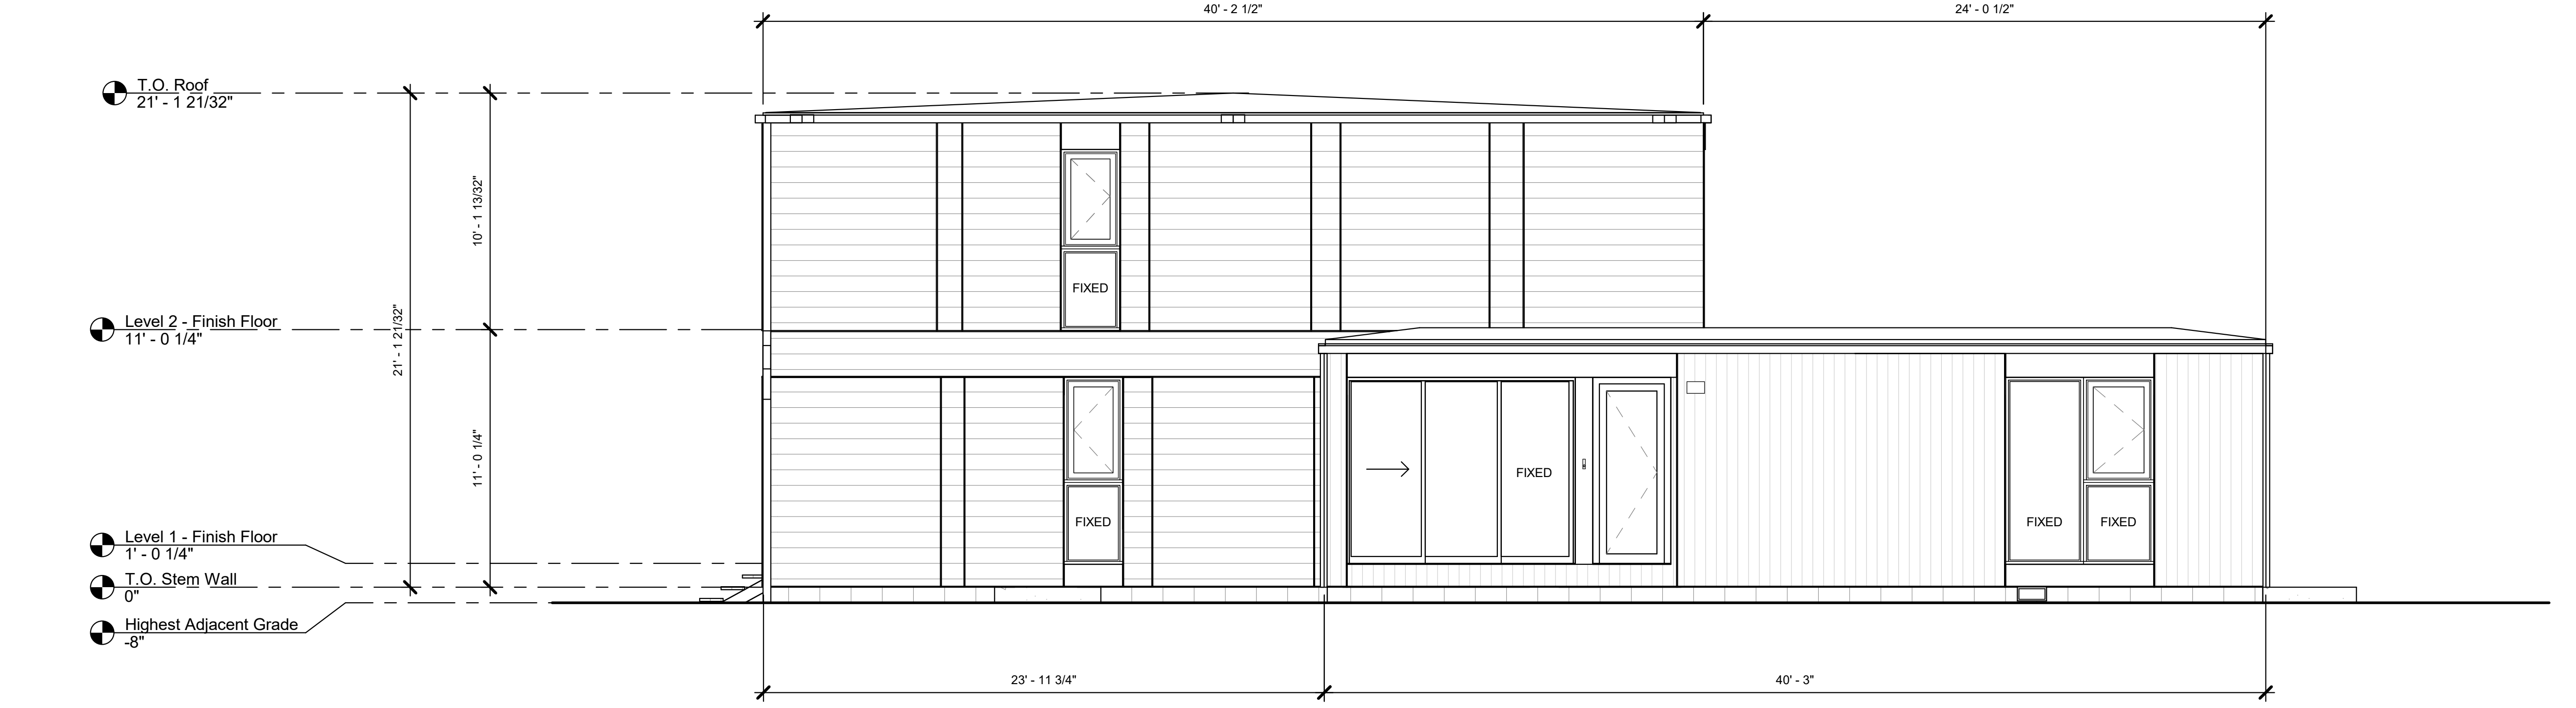 40' - 2 1/2"
24' - 0 1/2"
T.O. Roof
21' - 1 21/32"
10' - 1 13/32"
FIXED
Level 2 - Finish Floor
11' - 0 1/4"
21' - 1 21/32"
11' - 0 1/4"
FIXED
FIXED
FIXED
FIXED
Level 1 - Finish Floor
1' - 0 1/4"
T.O. Stem Wall
0"
Highest Adjacent Grade
-8"
23' - 11 3/4"
40' - 3"